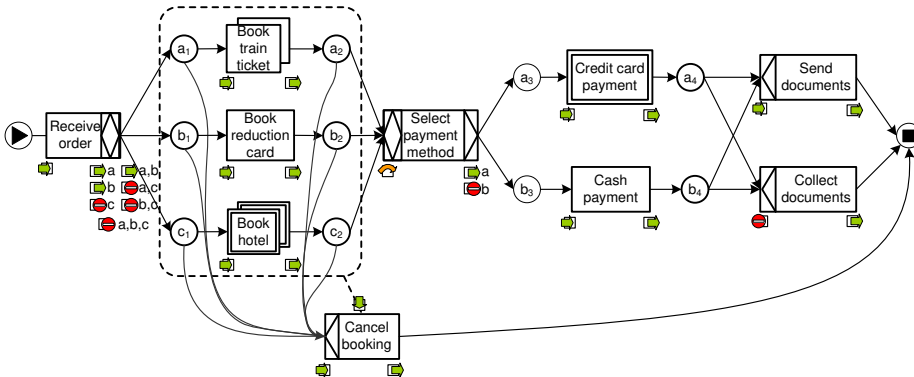 Receive
order
a
a,b
b
a,c
c
b,c
a,b,c
a1
b1
c1
Book
train
ticket
Book
reduction
card
Book
hotel
a2
b2
c2
Cancel
booking
Select
payment
method
a
b
a3
b3
Credit card
payment
Cash
payment
a4
b4
Send
documents
Collect
documents